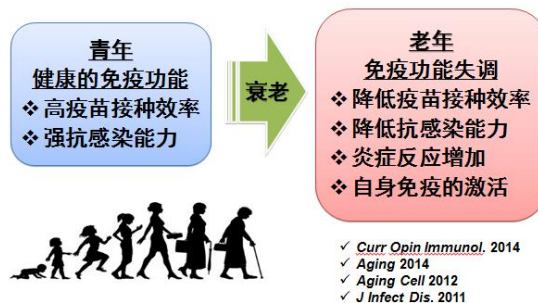 青年
健康的免疫功能
❖ 高疫苗接种效率
❖ 强抗感染能力
衰老
老年
免疫功能失调
❖ 降低疫苗接种效率
❖ 降低抗感染能力
❖ 炎症反应增加
❖ 自身免疫的激活
✓ Curr Opin Immunol. 2014
✓ Aging 2014
✓ Aging Cell 2012
✓ J Infect Dis. 2011